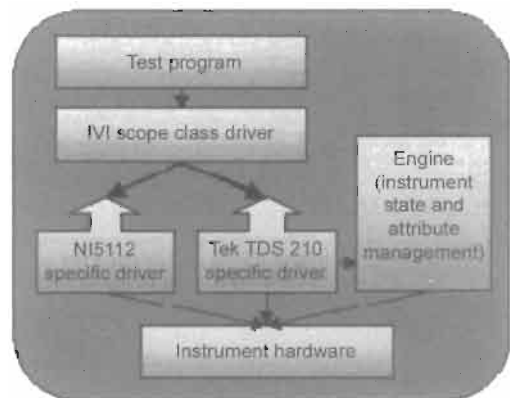 Test program
IVI scope class driver
Engine
(instrument
state and
attribute
management)
NI5112
specific driver
Tek TDS 210
specific driver
Instrument hardware